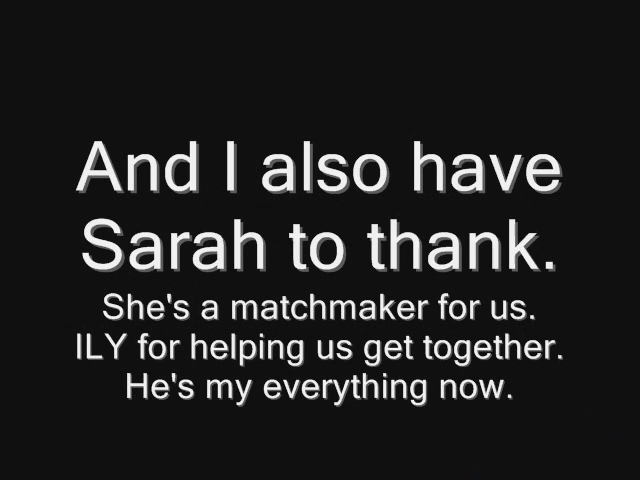 And I also have
Sarah to thank.
She's a matchmaker for us.
ILY for helping us get together.
He's my everything now.